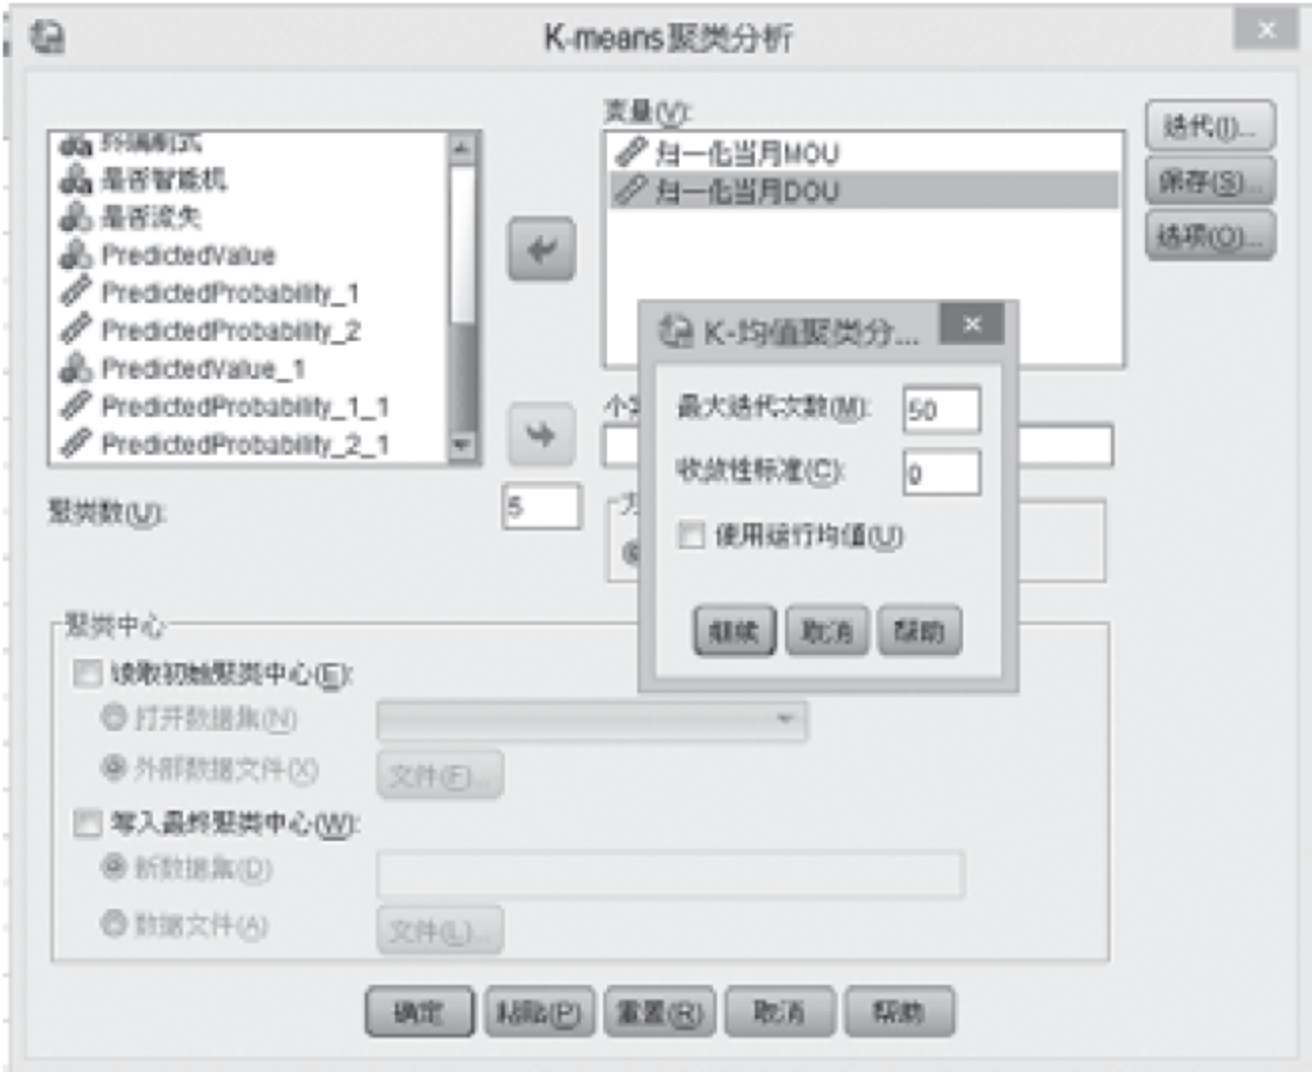 K-means聚类分析
终端制式
是否智能机
是否流失
PredictedValue
PredictedProbability_1
PredictedProbability_2
PredictedValue_1
PredictedProbability_1_1
PredictedProbability_2_1
变量(V):
归一化当月MOU
归一化当月DOU
迭代(I)...
保存(S)...
选项(O)...
K-均值聚类分...
最大迭代次数(M): 50
收敛性标准(C): 0
使用运行均值(U)
继续 取消 帮助
个
聚类数(U): 5
方
聚类中心
读取初始聚类中心(E):
打开数据集(N)
外部数据文件(X) 文件(F)...
写入最终聚类中心(W):
新数据集(D)
数据文件(A) 文件(L)...
确定 粘贴(P) 重置(R) 取消 帮助